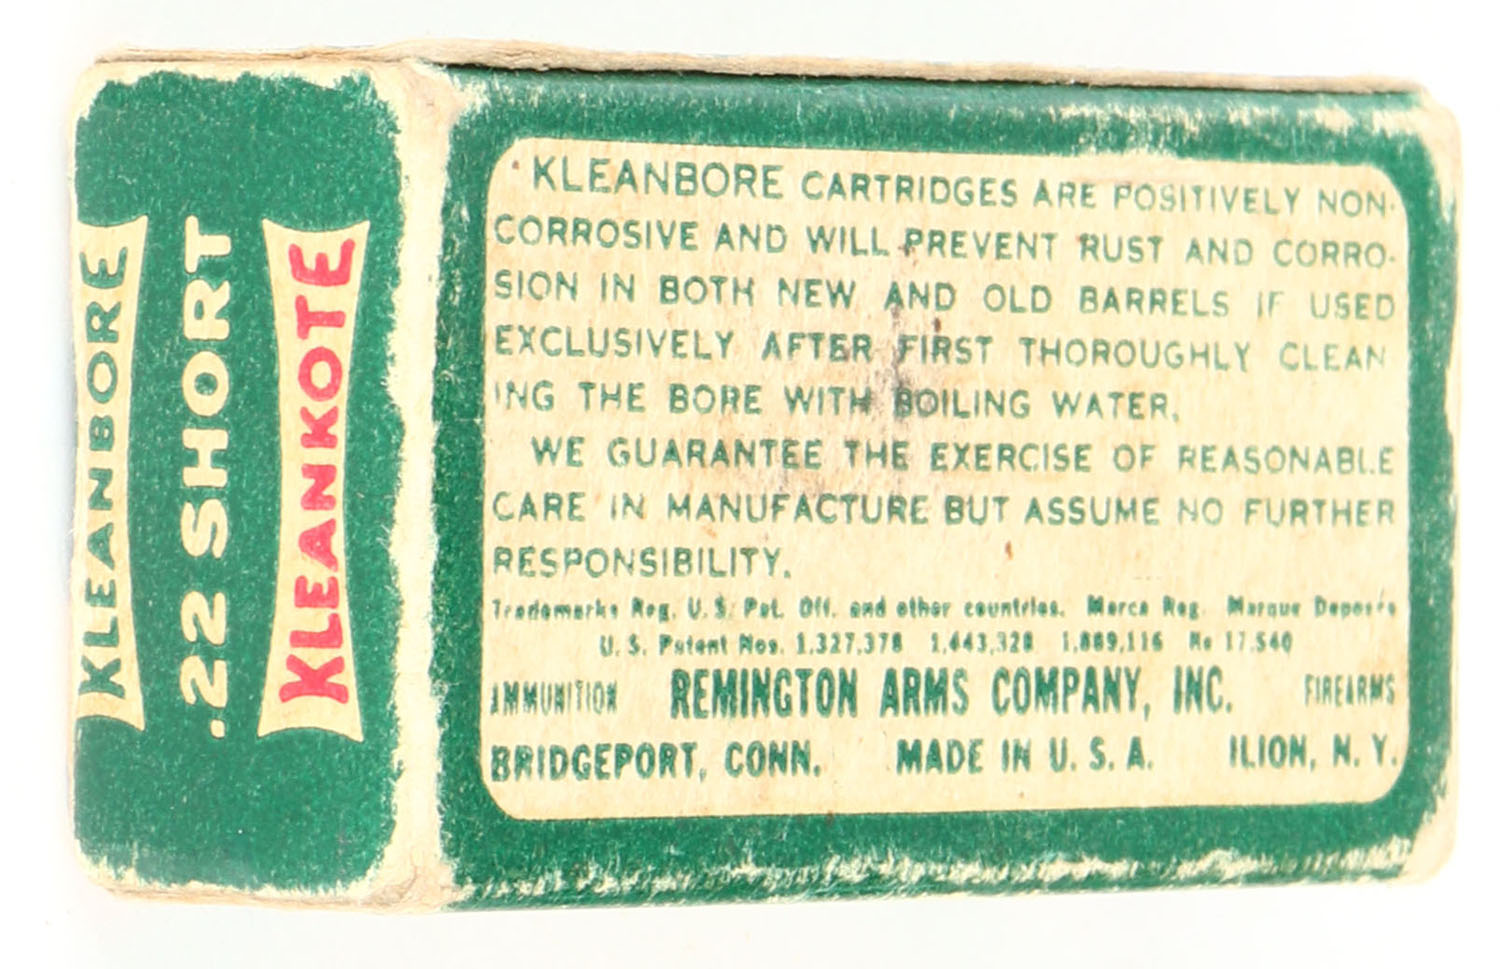 KLEANBORE
.22 SHORT
KLEANKOTE
KLEANBORE CARTRIDGES ARE POSITIVELY NON-
CORROSIVE AND WILL PREVENT RUST AND CORRO-
SION IN BOTH NEW AND OLD BARRELS IF USED
EXCLUSIVELY AFTER FIRST THOROUGHLY CLEAN
ING THE BORE WITH BOILING WATER.
WE GUARANTEE THE EXERCISE OF REASONABLE
CARE IN MANUFACTURE BUT ASSUME NO FURTHER
RESPONSIBILITY.
Trademarks Reg. U. S. Pat. Off. and other countries. Marca Reg. Marque Deposée
U. S. Patent Nos. 1,327,378 1,443,328 1,889,116 Re 17,540
AMMUNITION REMINGTON ARMS COMPANY, INC. FIREARMS
BRIDGEPORT, CONN. MADE IN U. S. A. ILION, N. Y.